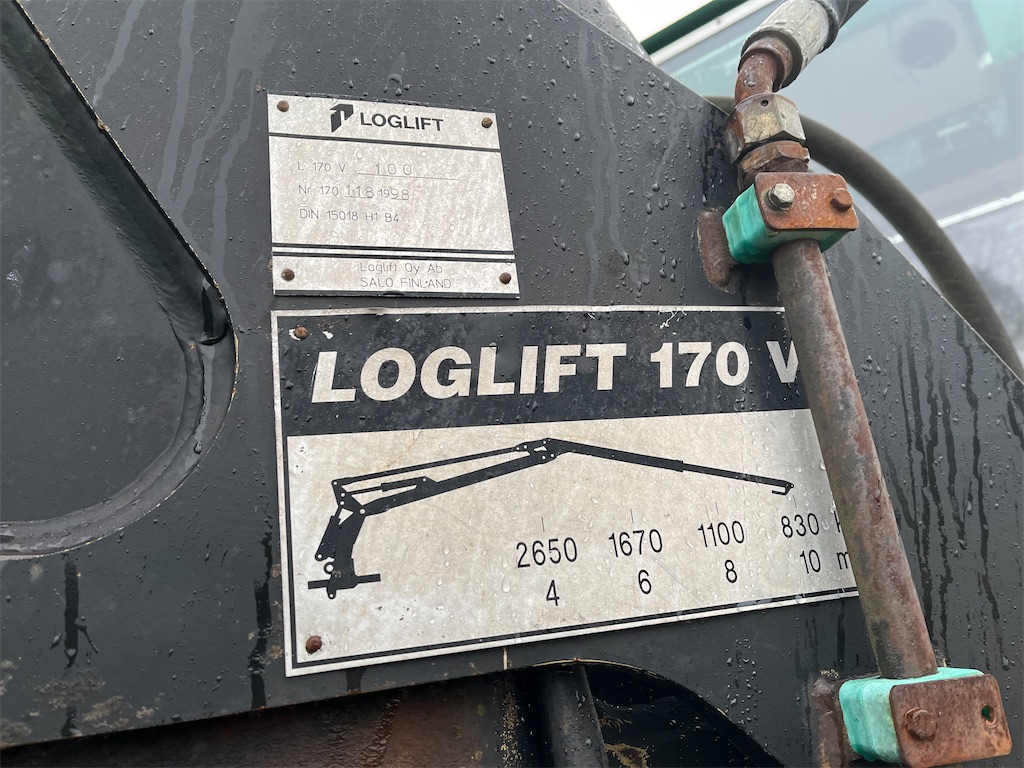 LOGLIFT
L 170 V 100
Nr. 170 118 1998
DIN 15018 H1 B4
Loglift Oy Ab
SALO FINLAND
LOGLIFT 170 V
2650 1670 1100 830
4 6 8 10 m